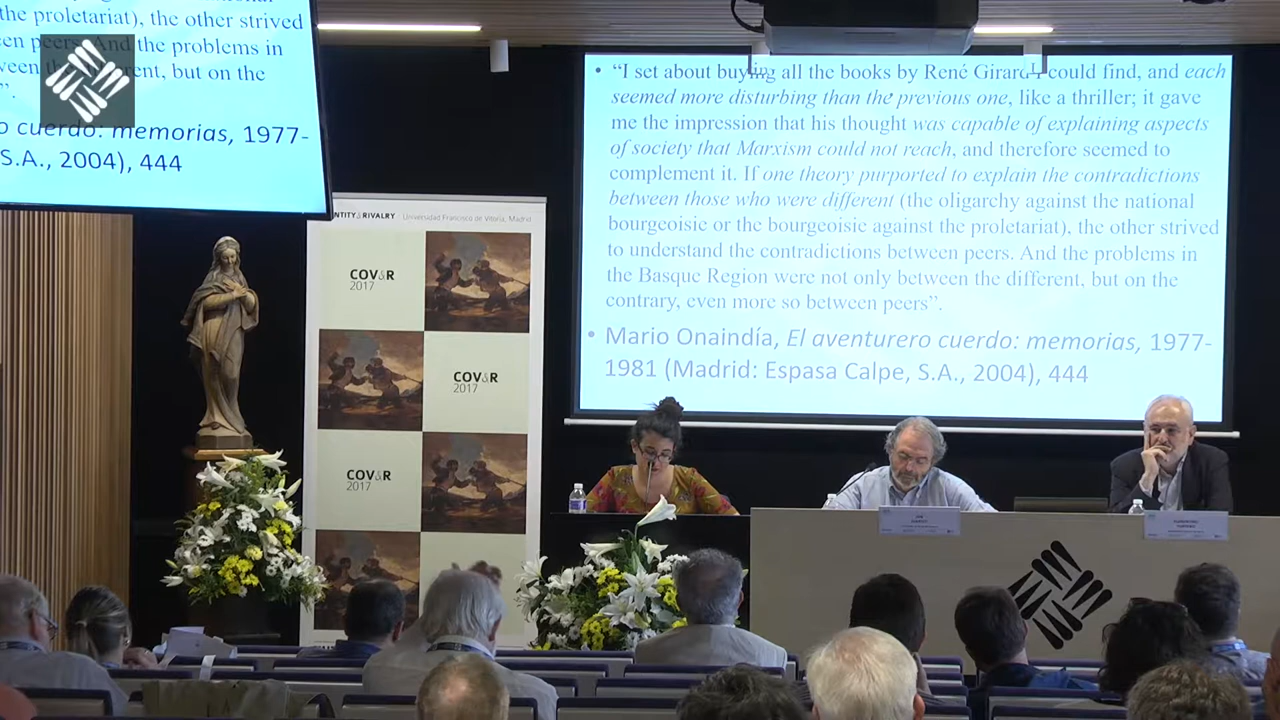 the proletariat), the other strived
en peers. And the problems in
ent, but on the
".
o cuerdo: memorias, 1977-
S.A., 2004), 444
• "I set about buying all the books by René Girard I could find, and each
seemed more disturbing than the previous one, like a thriller; it gave
me the impression that his thought was capable of explaining aspects
of society that Marxism could not reach, and therefore seemed to
complement it. If one theory purported to explain the contradictions
between those who were different (the oligarchy against the national
bourgeoisie or the bourgeoisie against the proletariat), the other strived
to understand the contradictions between peers. And the problems in
the Basque Region were not only between the different, but on the
contrary, even more so between peers".
• Mario Onaindía, El aventurero cuerdo: memorias, 1977-
1981 (Madrid: Espasa Calpe, S.A., 2004), 444
NTITY&RIVALRY Universidad Francisco de Vitoria, Madrid
COV&R
2017
COV&R
2017
COV&R
2017